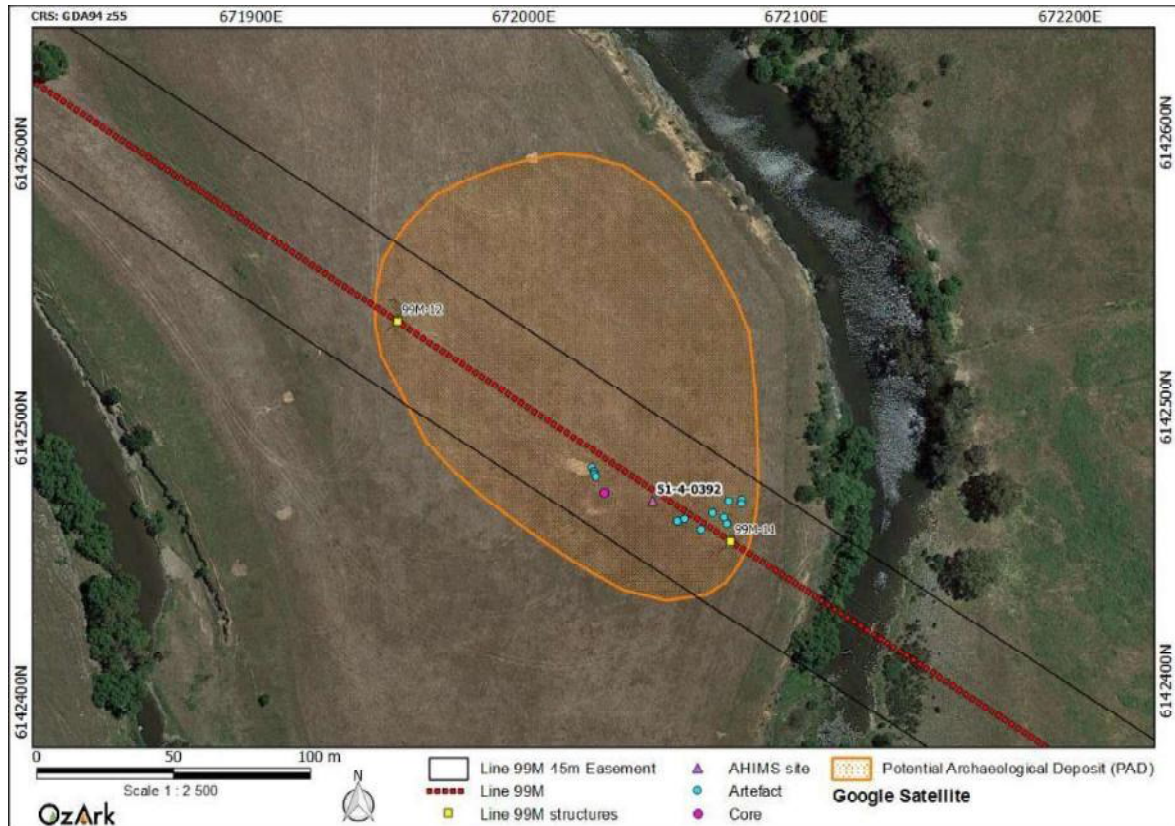 CRS: GDA94 z55
671900E 672000E 672100E 672200E
6142600N 6142600N
99M-12
6142500N 6142500N
51-4-0392
99M-11
6142400N 6142400N
0 50 100 m
Scale 1 : 2 500
N
OzArk
Line 99M 45m Easement
Line 99M
Line 99M structures
AHIMS site
Artefact
Core
Potential Archaeological Deposit (PAD)
Google Satellite